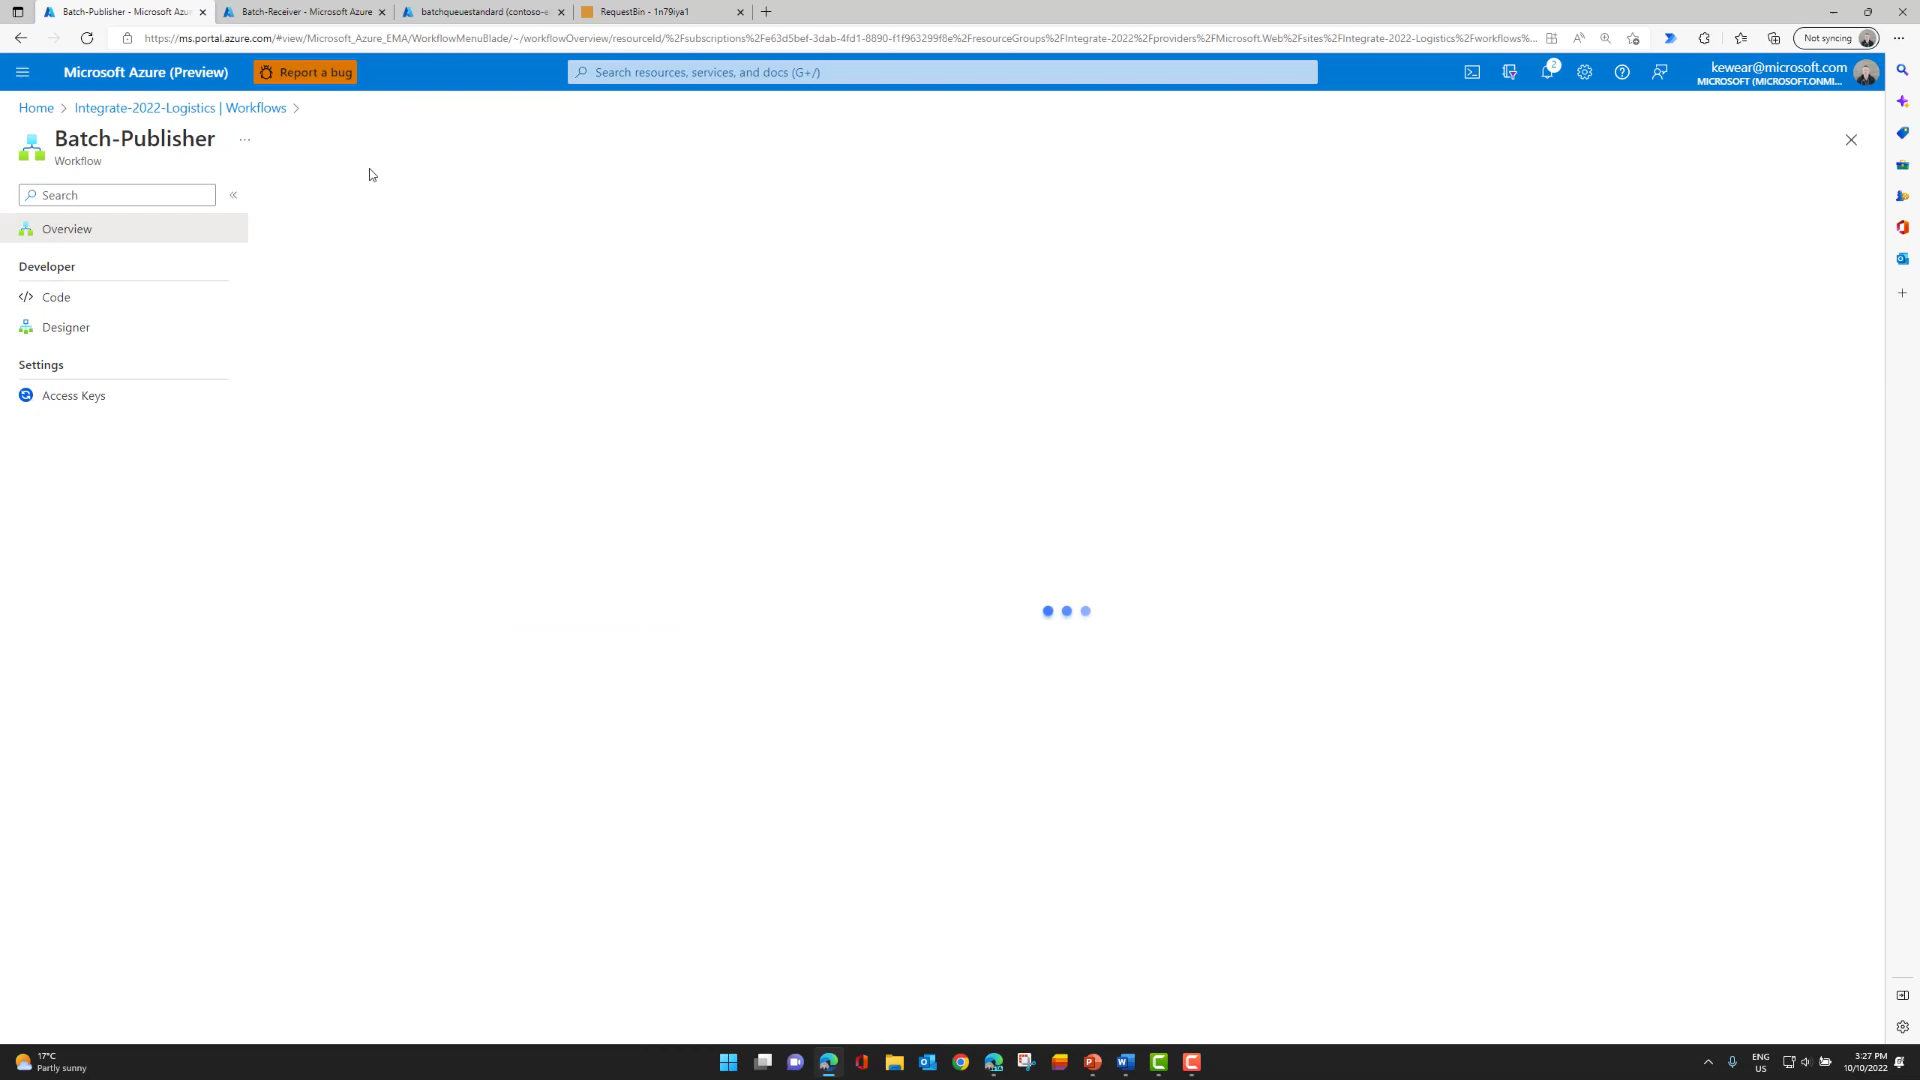 Batch-Publisher - Microsoft Azu
Batch-Receiver - Microsoft Azure
batchqueuestandard (contoso-e
RequestBin - 1n79iya1
https://ms.portal.azure.com/#view/Microsoft_Azure_EMA/WorkflowMenuBlade/~/workflowOverview/resourceId/%2Fsubscriptions%2Fe63d5bef-3dab-4fd1-8890-f1f963299f8e%2FresourceGroups%2FIntegrate-2022%2Fproviders%2FMicrosoft.Web%2Fsites%2FIntegrate-2022-Logistics%2Fworkflows%...
Not syncing
Microsoft Azure (Preview)
Report a bug
Search resources, services, and docs (G+/)
2
kewear@microsoft.com
MICROSOFT (MICROSOFT.ONMI...
Home > Integrate-2022-Logistics | Workflows >
Batch-Publisher ...
Workflow
Search
Overview
Developer
Code
Designer
Settings
Access Keys
17°C
Partly sunny
ENG
US
3:27 PM
10/10/2022